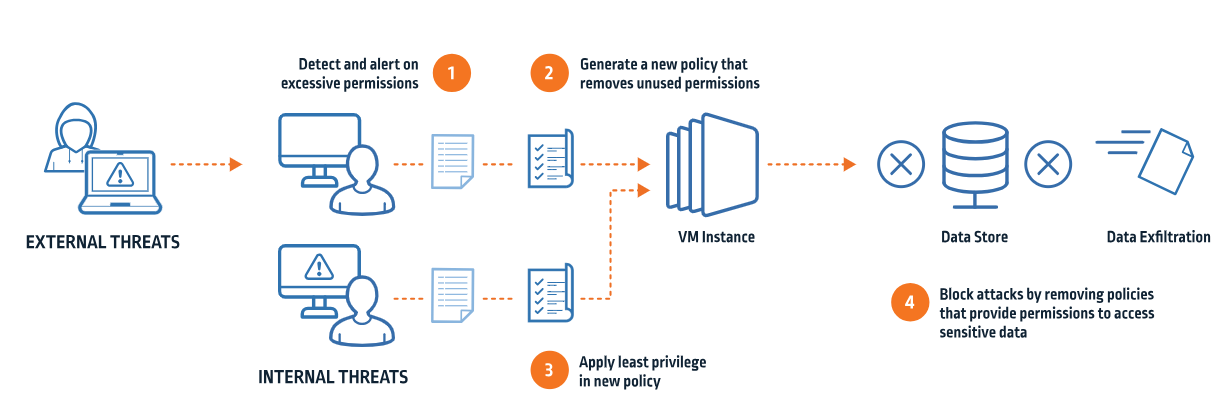 Detect and alert on
excessive permissions
1
2
Generate a new policy that
removes unused permissions
EXTERNAL THREATS
VM Instance
Data Store
Data Exfiltration
INTERNAL THREATS
3
Apply least privilege
in new policy
4
Block attacks by removing policies
that provide permissions to access
sensitive data